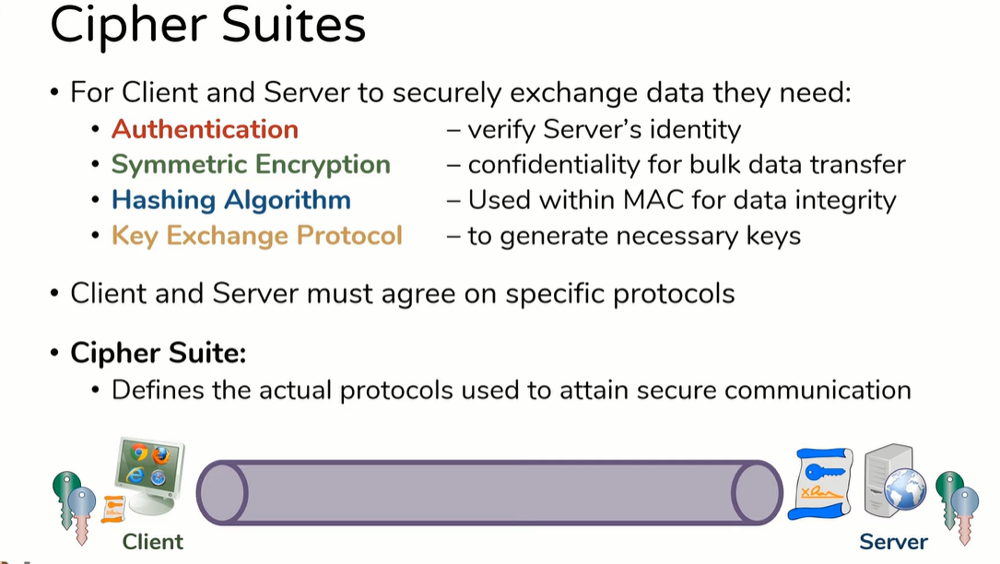 Cipher Suites
• For Client and Server to securely exchange data they need:
• Authentication – verify Server's identity
• Symmetric Encryption – confidentiality for bulk data transfer
• Hashing Algorithm – Used within MAC for data integrity
• Key Exchange Protocol – to generate necessary keys
• Client and Server must agree on specific protocols
• Cipher Suite:
• Defines the actual protocols used to attain secure communication
Client
Server